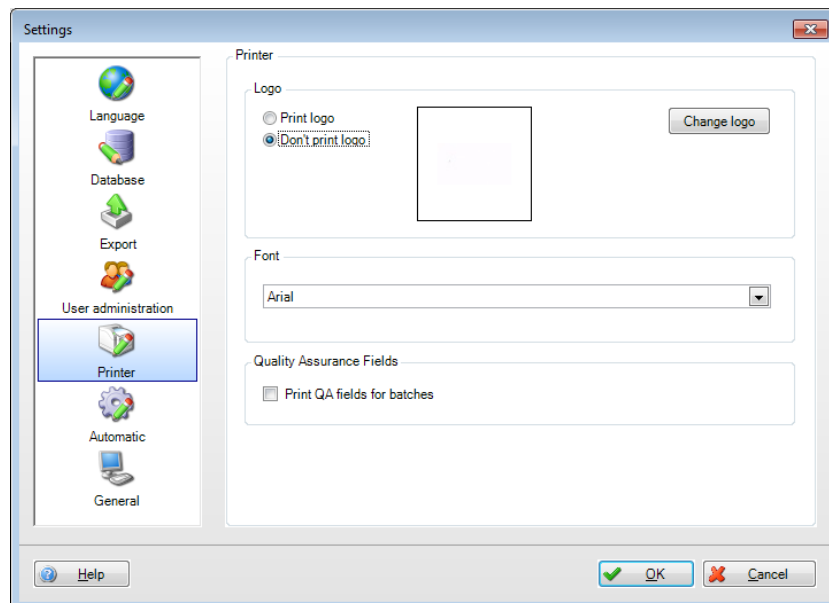 Settings
Language
Database
Export
User administration
Printer
Automatic
General
Printer
Logo
Print logo
Don't print logo
Change logo
Font
Arial
Quality Assurance Fields
Print QA fields for batches
Help
OK
Cancel